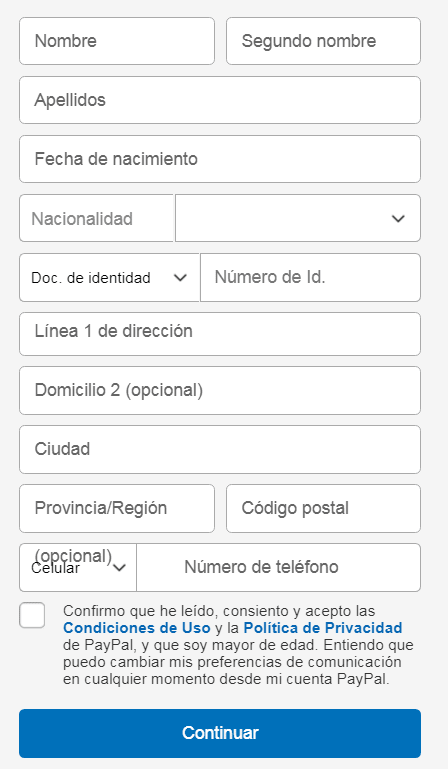 Nombre
Segundo nombre
Apellidos
Fecha de nacimiento
Nacionalidad
Doc. de identidad
Número de Id.
Línea 1 de dirección
Domicilio 2 (opcional)
Ciudad
Provincia/Región
Código postal
(opcional)
Celular
Número de teléfono
Confirmo que he leído, consiento y acepto las
Condiciones de Uso y la Política de Privacidad
de PayPal, y que soy mayor de edad. Entiendo que
puedo cambiar mis preferencias de comunicación
en cualquier momento desde mi cuenta PayPal.
Continuar